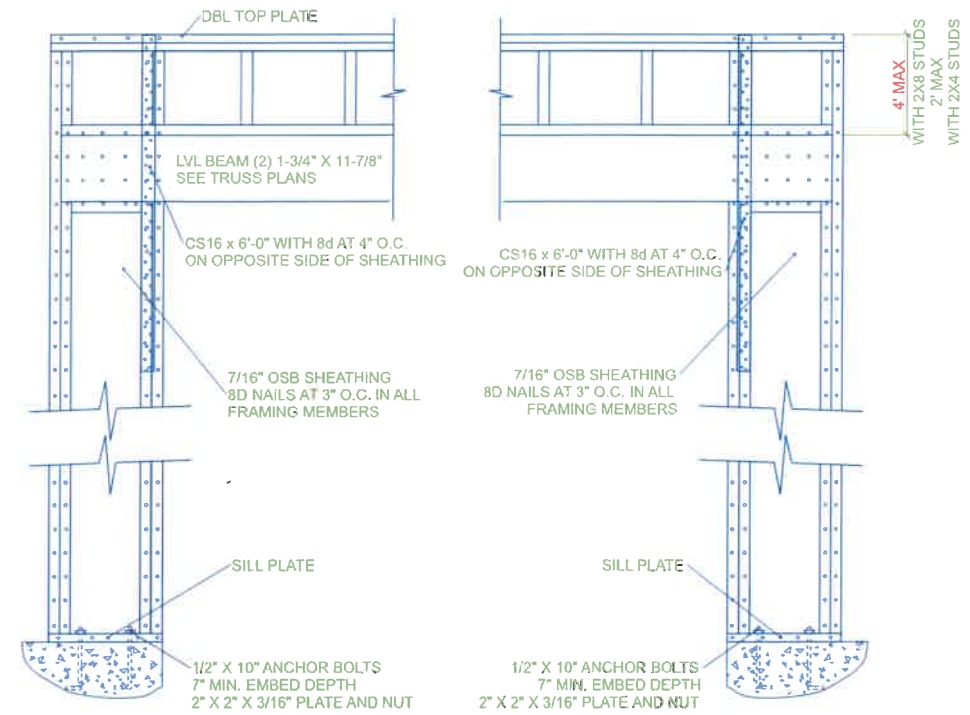 DBL TOP PLATE
4' MAX
WITH 2X8 STUDS
2' MAX
WITH 2X4 STUDS
LVL BEAM (2) 1-3/4" X 11-7/8"
SEE TRUSS PLANS
CS16 x 6'-0" WITH 8d AT 4" O.C.
ON OPPOSITE SIDE OF SHEATHING
CS16 x 6'-0" WITH 8d AT 4" O.C.
ON OPPOSITE SIDE OF SHEATHING
7/16" OSB SHEATHING
8D NAILS AT 3" O.C. IN ALL
FRAMING MEMBERS
7/16" OSB SHEATHING
8D NAILS AT 3" O.C. IN ALL
FRAMING MEMBERS
SILL PLATE
SILL PLATE
1/2" X 10" ANCHOR BOLTS
7" MIN. EMBED DEPTH
2" X 2" X 3/16" PLATE AND NUT
1/2" X 10" ANCHOR BOLTS
7" MIN. EMBED DEPTH
2" X 2" X 3/16" PLATE AND NUT